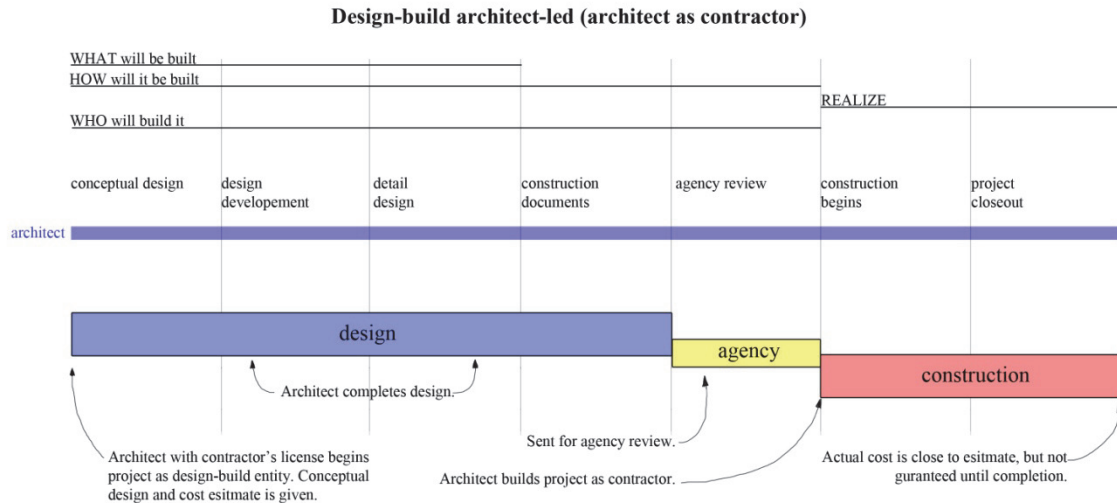 Design-build architect-led (architect as contractor)
WHAT will be built
HOW will it be built
REALIZE
WHO will build it
conceptual design
design
developement
detail
design
construction
documents
agency review
construction
begins
project
closeout
architect
design
agency
construction
Architect completes design.
Sent for agency review.
Architect with contractor's license begins
project as design-build entity. Conceptual
design and cost esitmate is given.
Architect builds project as contractor.
Actual cost is close to esitmate, but not
guranteed until completion.